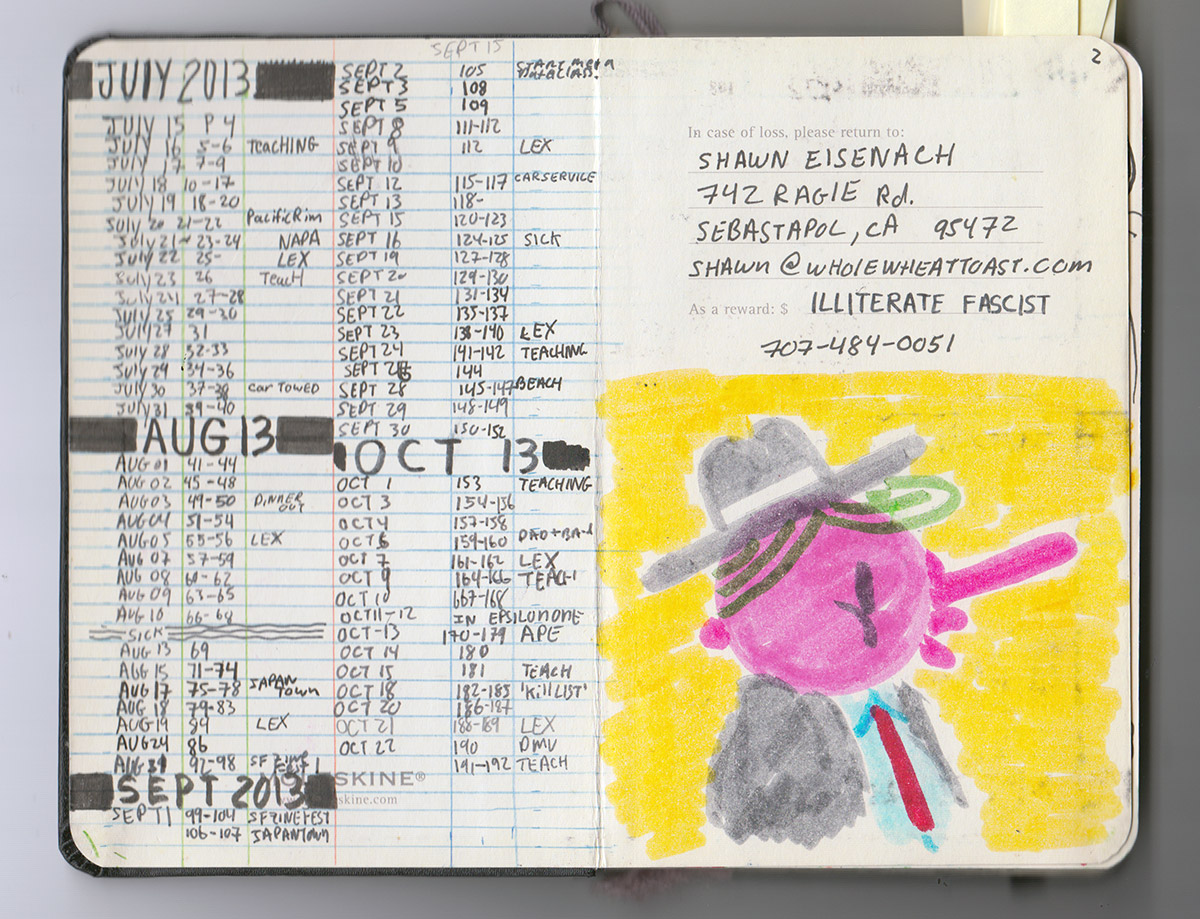 JULY 2013
JULY 15 P 4
JULY 16 5-6 TEACHING
JULY 17 7-9
JULY 18 10-17
JULY 19 18-20
JULY 20 21-22 Pacific Rim
JULY 21 23-24 NAPA
JULY 22 25- LEX
JULY 23 26 TEACH
JULY 24 27-28
JULY 25 29-30
JULY 27 31
JULY 28 32-33
JULY 29 34-36
JULY 30 37-38 CAR TOWED
JULY 31 39-40
AUG 13
AUG 01 41-44
AUG 02 45-48
AUG 03 49-50 DINNER OUT
AUG 04 51-54
AUG 05 55-56 LEX
AUG 07 57-59
AUG 08 60-62
AUG 09 63-65
AUG 10 66-68
SICK
AUG 13 69
AUG 15 71-74
AUG 17 75-78 JAPAN TOWN
AUG 18 79-83
AUG 19 84 LEX
AUG 24 86
AUG 31 92-98 SF
SEPT 2013
SEPT 1 99-104 SF ZINEFEST
106-107 JAPANTOWN
SEPT 15
SEPT 2 105 START
SEPT 3 108
SEPT 5 109
SEPT 8 111-112
SEPT 9 112 LEX
SEPT 10
SEPT 12 115-117 CAR SERVICE
SEPT 13 118-
SEPT 15 120-123
SEPT 16 124-125 SICK
SEPT 19 127-128
SEPT 20 129-130
SEPT 21 131-134
SEPT 22 135-137
SEPT 23 138-140 LEX
SEPT 24 141-142 TEACHING
SEPT 144
SEPT 28 145-147 BEACH
SEPT 29 148-149
SEPT 30 150-152
OCT 13
OCT 1 153 TEACHING
OCT 3 154-156
OCT 4 157-158
OCT 6 159-160 DAD+
OCT 7 161-162 LEX
OCT 9 164-166 TEACH
OCT 10 667-168
OCT 11-12 IN EPSILON ONE
OCT-13 170-179 APE
OCT 14 180
OCT 15 181 TEACH
OCT 18 182-185 'KILL LIST'
OCT 20 186-187
OCT 21 188-189 LEX
OCT 22 190 DMV
191-192 TEACH
SKINE®
skine.com
2
In case of loss, please return to:
SHAWN EISENACH
742 RAGLE Rd.
SEBASTAPOL, CA 95472
SHAWN@WHOLEWHEATTOAST.COM
As a reward: $ ILLITERATE FASCIST
707-484-0051